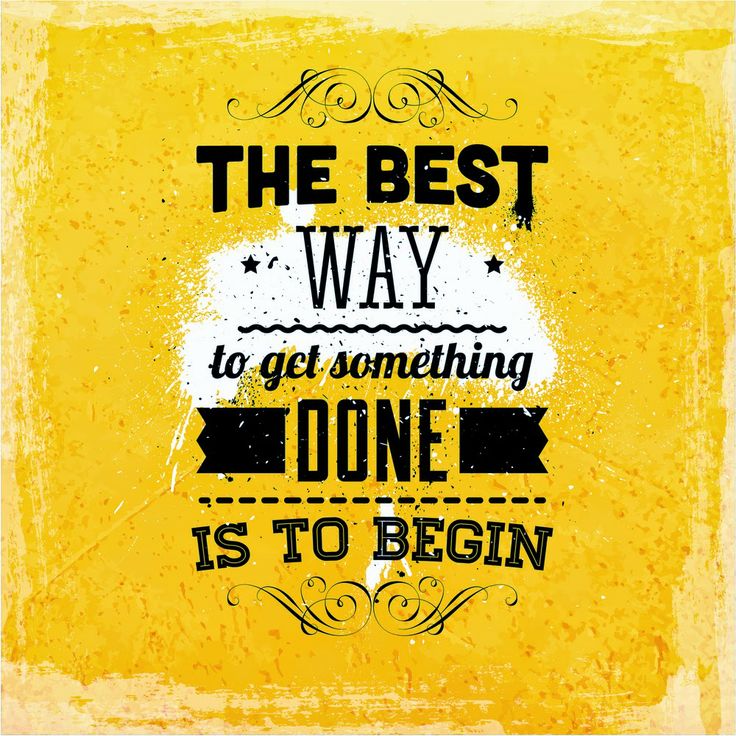 THE BEST
WAY
to get something
DONE
IS TO BEGIN